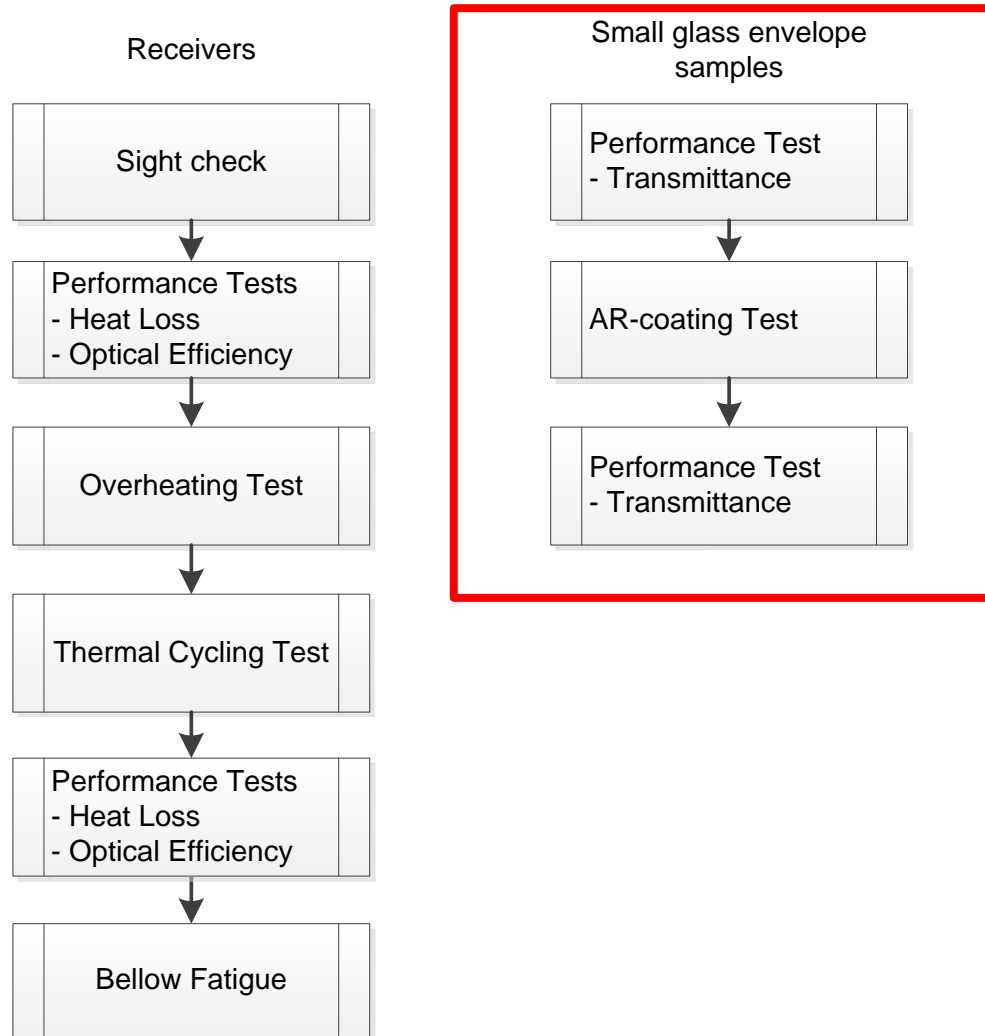 Receivers
Sight check
Performance Tests
- Heat Loss
- Optical Efficiency
Overheating Test
Thermal Cycling Test
Performance Tests
- Heat Loss
- Optical Efficiency
Bellow Fatigue
Small glass envelope
samples
Performance Test
- Transmittance
AR-coating Test
Performance Test
- Transmittance